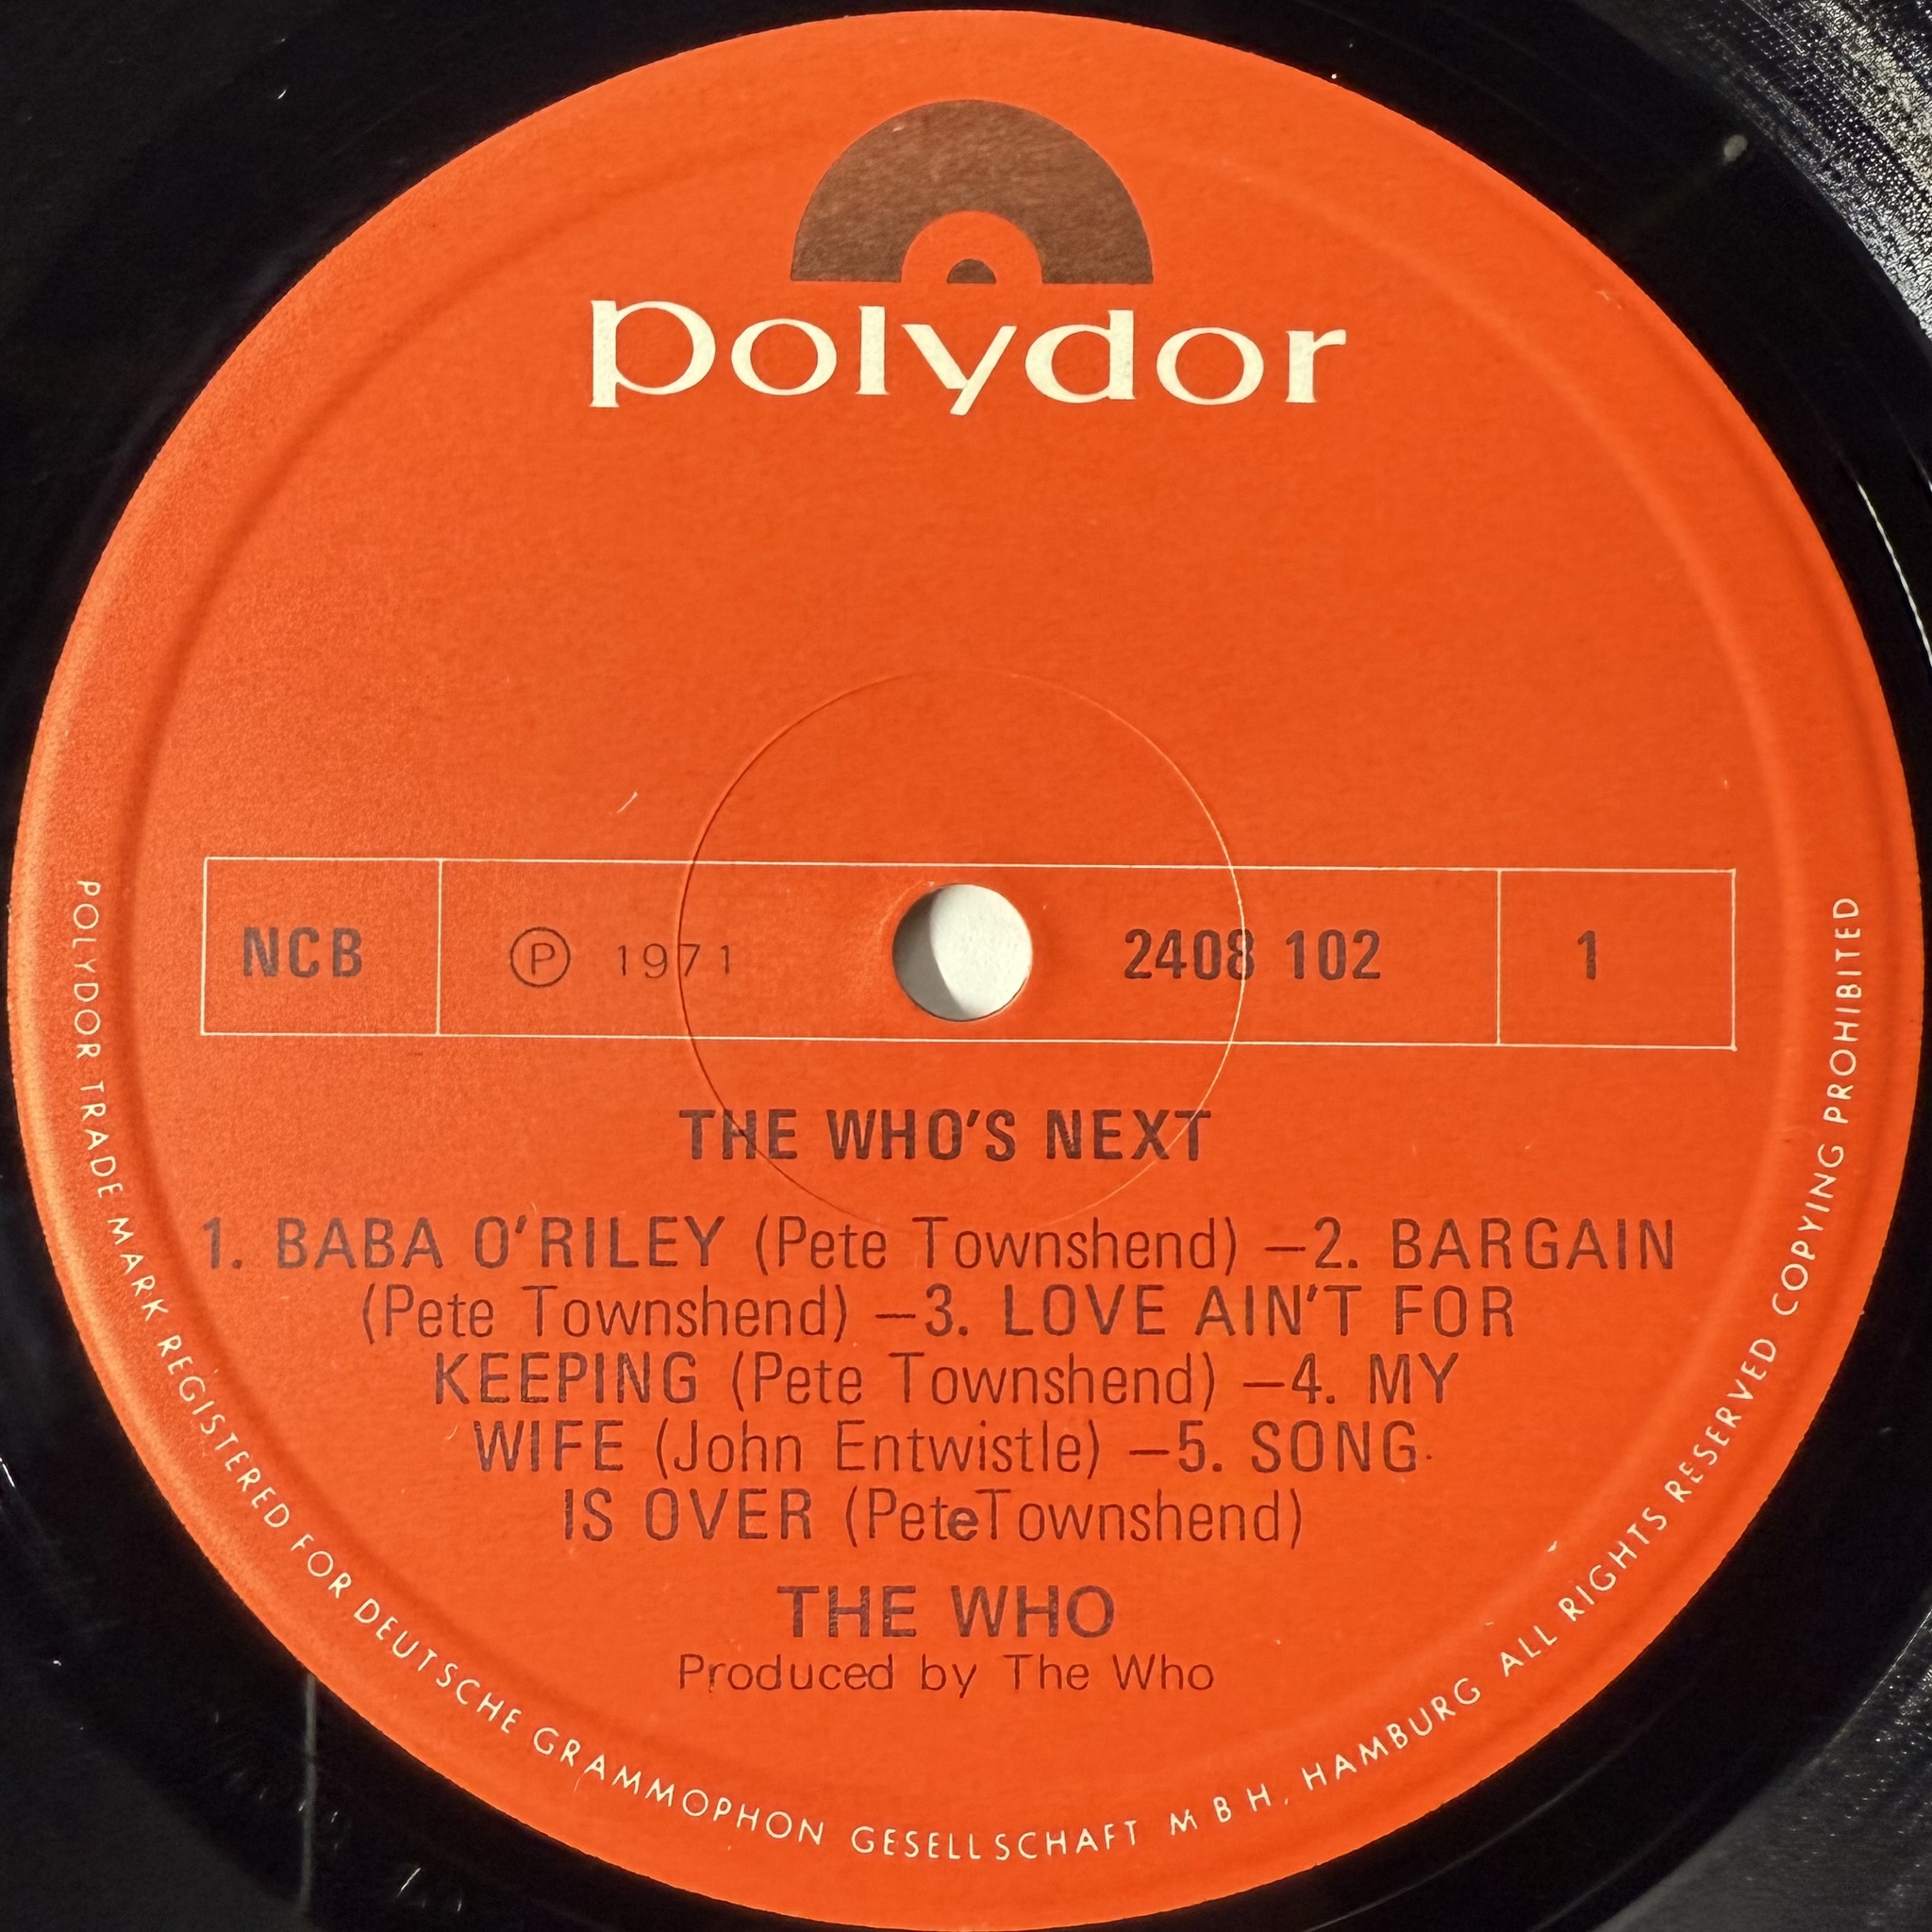 polydor
NCB ℗ 1971 2408 102 1
THE WHO'S NEXT
1. BABA O'RILEY (Pete Townshend) —2. BARGAIN
(Pete Townshend) —3. LOVE AIN'T FOR
KEEPING (Pete Townshend) —4. MY
WIFE (John Entwistle) —5. SONG
IS OVER (PeteTownshend)
THE WHO
Produced by The Who
POLYDOR TRADE MARK REGISTERED FOR DEUTSCHE GRAMMOPHON GESELLSCHAFT M B H, HAMBURG ALL RIGHTS RESERVED COPYING PROHIBITED